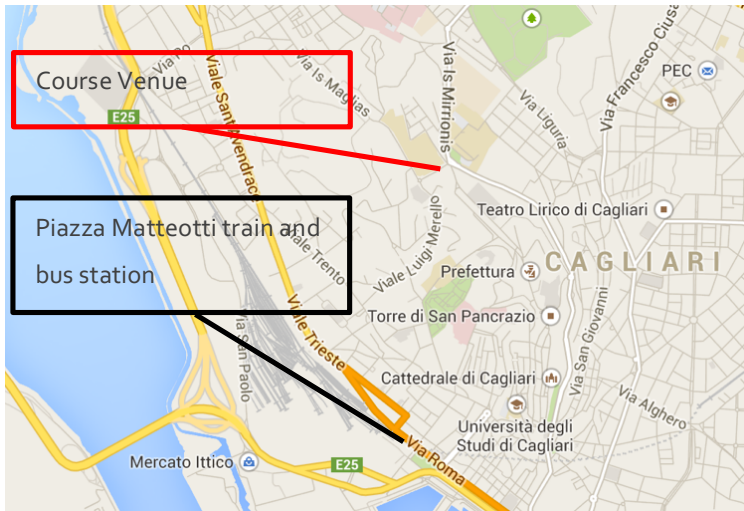 Via Po
Via Is Maglias
Course Venue
E25
Viale Sant'Avendrace
Via Is Mirrionis
Via Liguria
Via Francesco Ciusa
PEC
Piazza Matteotti train and
bus station
Viale Trento
Viale Luigi Merello
Teatro Lirico di Cagliari
Prefettura
CAGLIARI
Torre di San Pancrazio
Viale Trieste
Via San Paolo
Via San Giovanni
Cattedrale di Cagliari
Via Alghero
Università degli
Studi di Cagliari
Mercato Ittico
E25
Via Roma